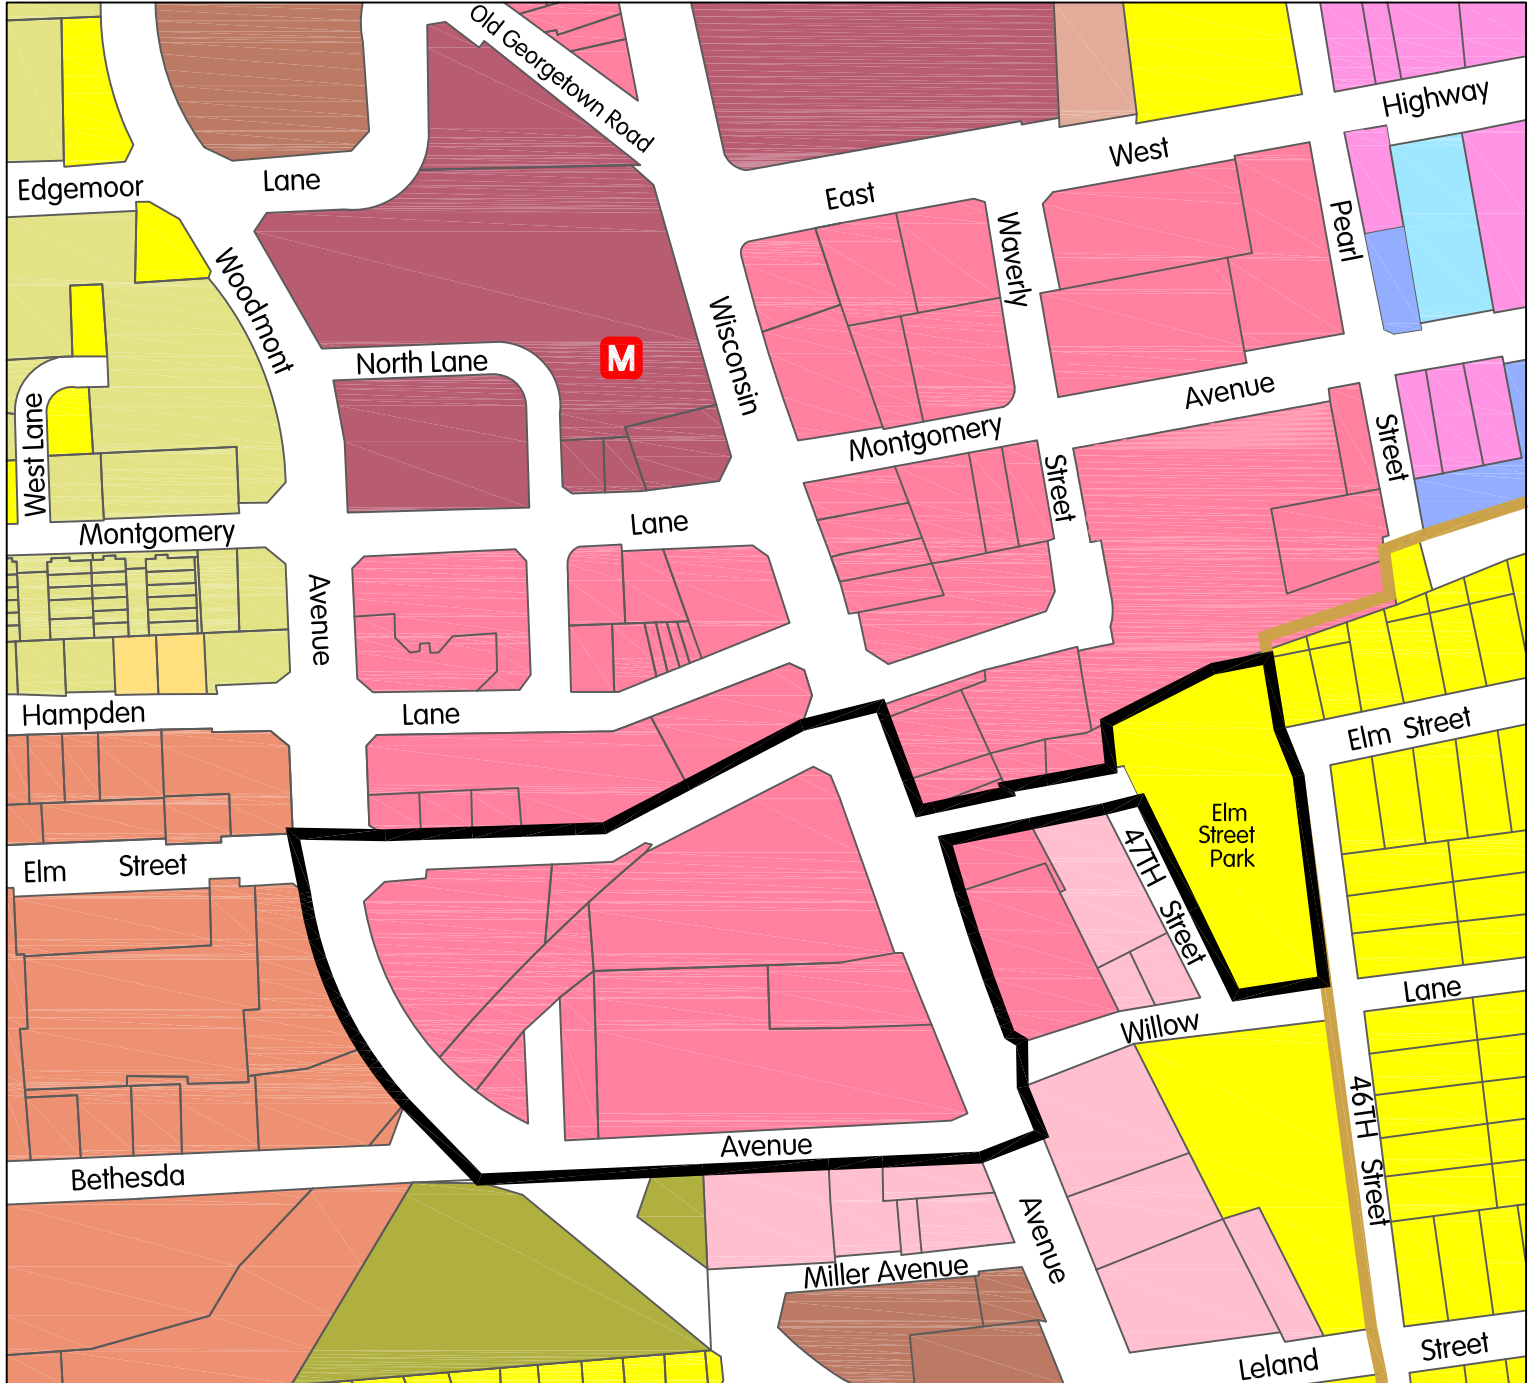 Old Georgetown Road
Highway
West
East
Edgemoor
Lane
Pearl
Waverly
Woodmont
Wisconsin
M
North Lane
Avenue
West Lane
Montgomery
Street
Street
Montgomery
Lane
Avenue
Hampden
Lane
Elm Street
Elm
Street
Park
Elm Street
47TH Street
Lane
Willow
46TH Street
Avenue
Bethesda
Avenue
Miller Avenue
Leland
Street